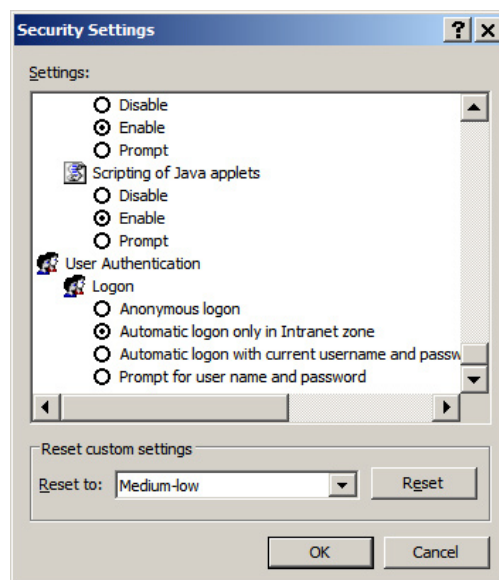 Security Settings
Settings:
Disable
Enable
Prompt
Scripting of Java applets
Disable
Enable
Prompt
User Authentication
Logon
Anonymous logon
Automatic logon only in Intranet zone
Automatic logon with current username and passw
Prompt for user name and password
Reset custom settings
Reset to: Medium-low Reset
OK Cancel